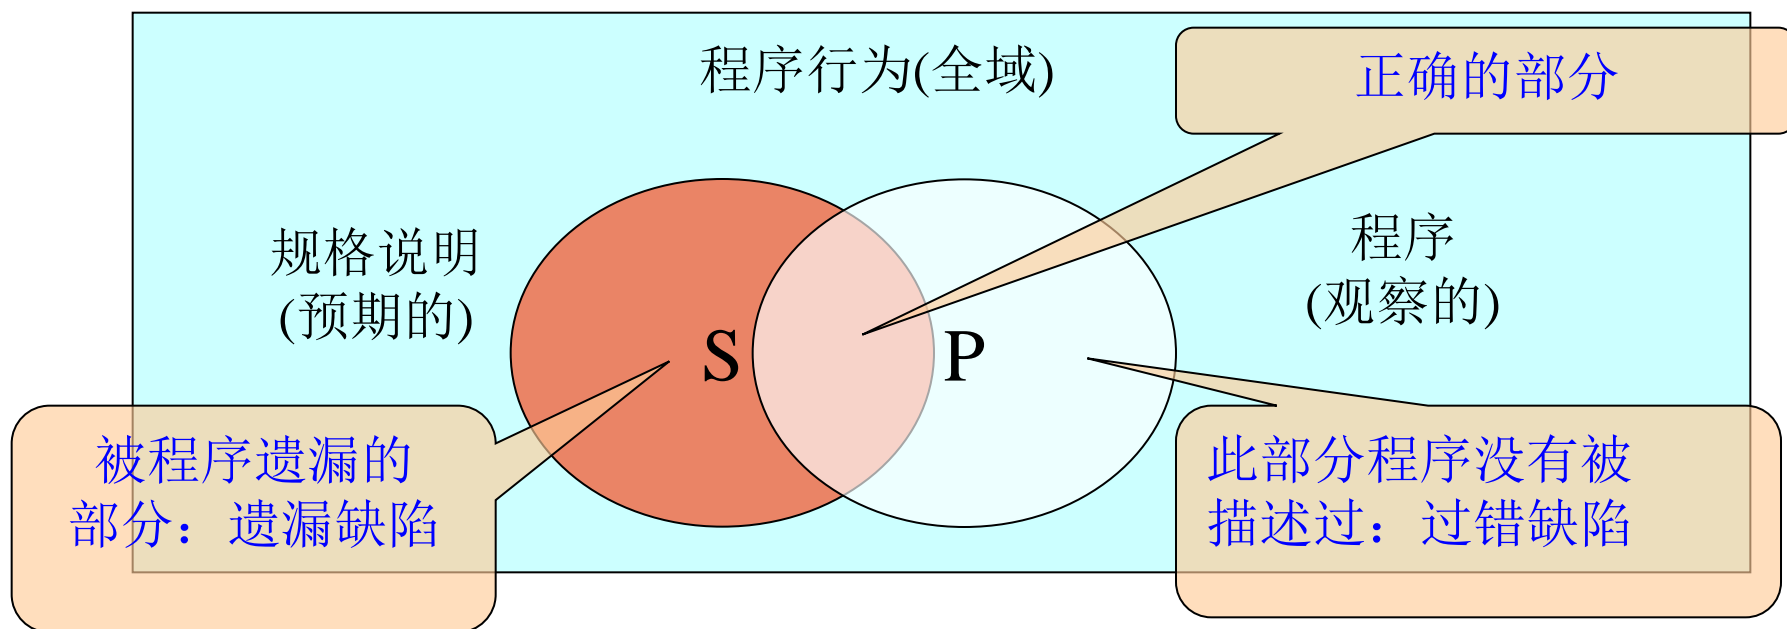 程序行为(全域)
正确的部分
规格说明
(预期的)
程序
(观察的)
S
P
被程序遗漏的
部分：遗漏缺陷
此部分程序没有被
描述过：过错缺陷